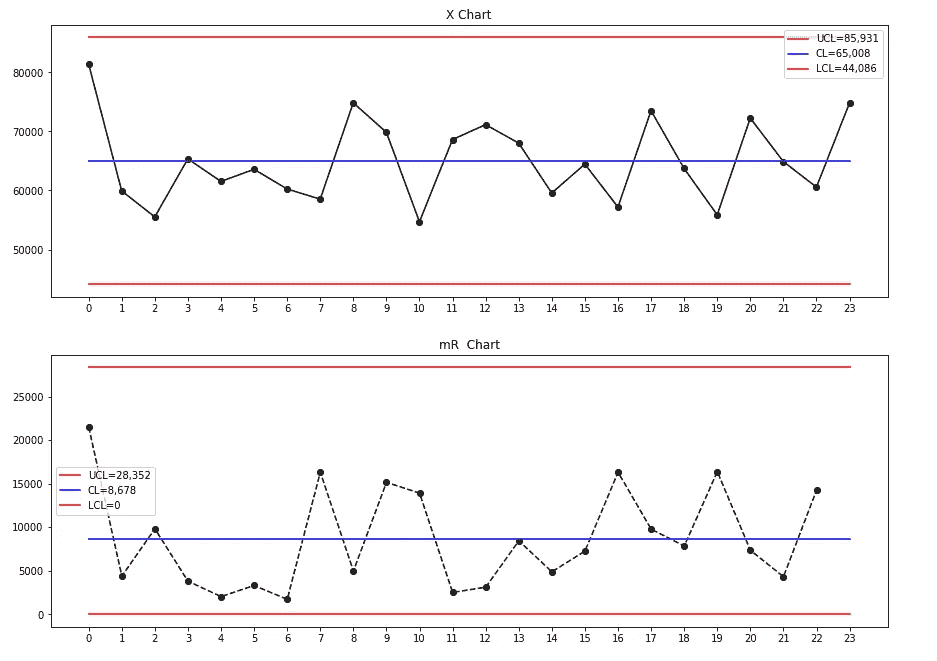 X Chart
UCL=85,931
CL=65,008
LCL=44,086
80000
70000
60000
50000
0 1 2 3 4 5 6 7 8 9 10 11 12 13 14 15 16 17 18 19 20 21 22 23
mR Chart
25000
20000
15000
10000
5000
0
UCL=28,352
CL=8,678
LCL=0
0 1 2 3 4 5 6 7 8 9 10 11 12 13 14 15 16 17 18 19 20 21 22 23